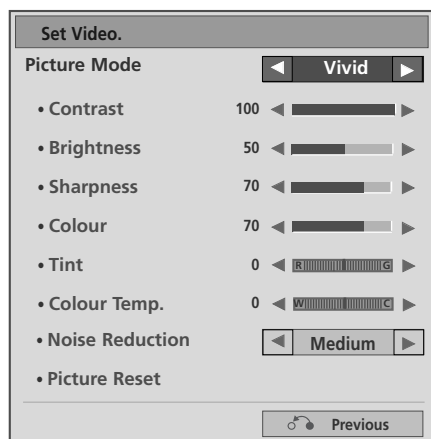 Set Video.
Picture Mode Vivid
• Contrast 100
• Brightness 50
• Sharpness 70
• Colour 70
• Tint 0 R G
• Colour Temp. 0 W C
• Noise Reduction Medium
• Picture Reset
Previous